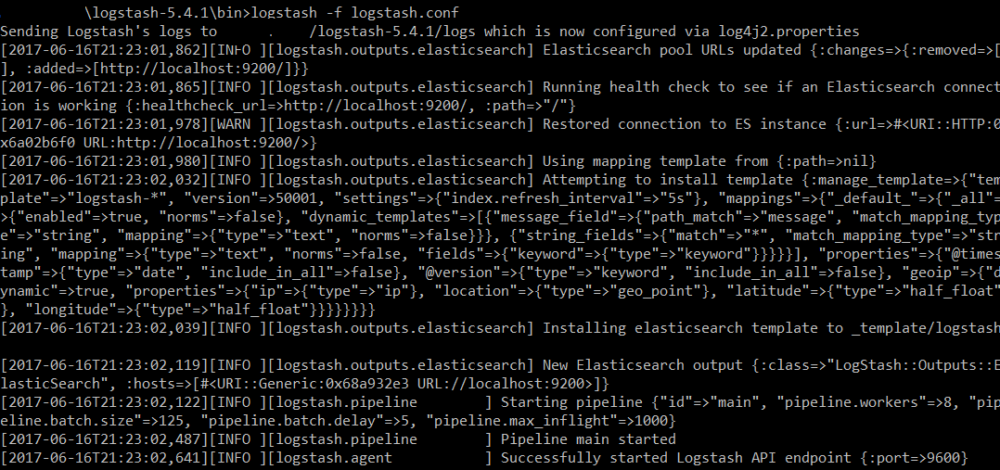 \logstash-5.4.1\bin>logstash -f logstash.conf
Sending Logstash's logs to . /logstash-5.4.1/logs which is now configured via log4j2.properties
[2017-06-16T21:23:01,862][INFO ][logstash.outputs.elasticsearch] Elasticsearch pool URLs updated {:changes=>{:removed=>[
], :added=>[http://localhost:9200/]}}
[2017-06-16T21:23:01,865][INFO ][logstash.outputs.elasticsearch] Running health check to see if an Elasticsearch connect
ion is working {:healthcheck_url=>http://localhost:9200/, :path=>"/"}
[2017-06-16T21:23:01,978][WARN ][logstash.outputs.elasticsearch] Restored connection to ES instance {:url=>#<URI::HTTP:0
x6a02b6f0 URL:http://localhost:9200/>}
[2017-06-16T21:23:01,980][INFO ][logstash.outputs.elasticsearch] Using mapping template from {:path=>nil}
[2017-06-16T21:23:02,032][INFO ][logstash.outputs.elasticsearch] Attempting to install template {:manage_template=>{"tem
plate"=>"logstash-*", "version"=>50001, "settings"=>{"index.refresh_interval"=>"5s"}, "mappings"=>{"_default_"=>{"_all"=
>{"enabled"=>true, "norms"=>false}, "dynamic_templates"=>[{"message_field"=>{"path_match"=>"message", "match_mapping_typ
e"=>"string", "mapping"=>{"type"=>"text", "norms"=>false}}}, {"string_fields"=>{"match"=>"*", "match_mapping_type"=>"str
ing", "mapping"=>{"type"=>"text", "norms"=>false, "fields"=>{"keyword"=>{"type"=>"keyword"}}}}}], "properties"=>{"@times
tamp"=>{"type"=>"date", "include_in_all"=>false}, "@version"=>{"type"=>"keyword", "include_in_all"=>false}, "geoip"=>{"d
ynamic"=>true, "properties"=>{"ip"=>{"type"=>"ip"}, "location"=>{"type"=>"geo_point"}, "latitude"=>{"type"=>"half_float"
}, "longitude"=>{"type"=>"half_float"}}}}}}}}
[2017-06-16T21:23:02,039][INFO ][logstash.outputs.elasticsearch] Installing elasticsearch template to _template/logstash
[2017-06-16T21:23:02,119][INFO ][logstash.outputs.elasticsearch] New Elasticsearch output {:class=>"LogStash::Outputs::E
lasticSearch", :hosts=>[#<URI::Generic:0x68a932e3 URL://localhost:9200>]}
[2017-06-16T21:23:02,122][INFO ][logstash.pipeline        ] Starting pipeline {"id"=>"main", "pipeline.workers"=>8, "pip
eline.batch.size"=>125, "pipeline.batch.delay"=>5, "pipeline.max_inflight"=>1000}
[2017-06-16T21:23:02,487][INFO ][logstash.pipeline        ] Pipeline main started
[2017-06-16T21:23:02,641][INFO ][logstash.agent           ] Successfully started Logstash API endpoint {:port=>9600}